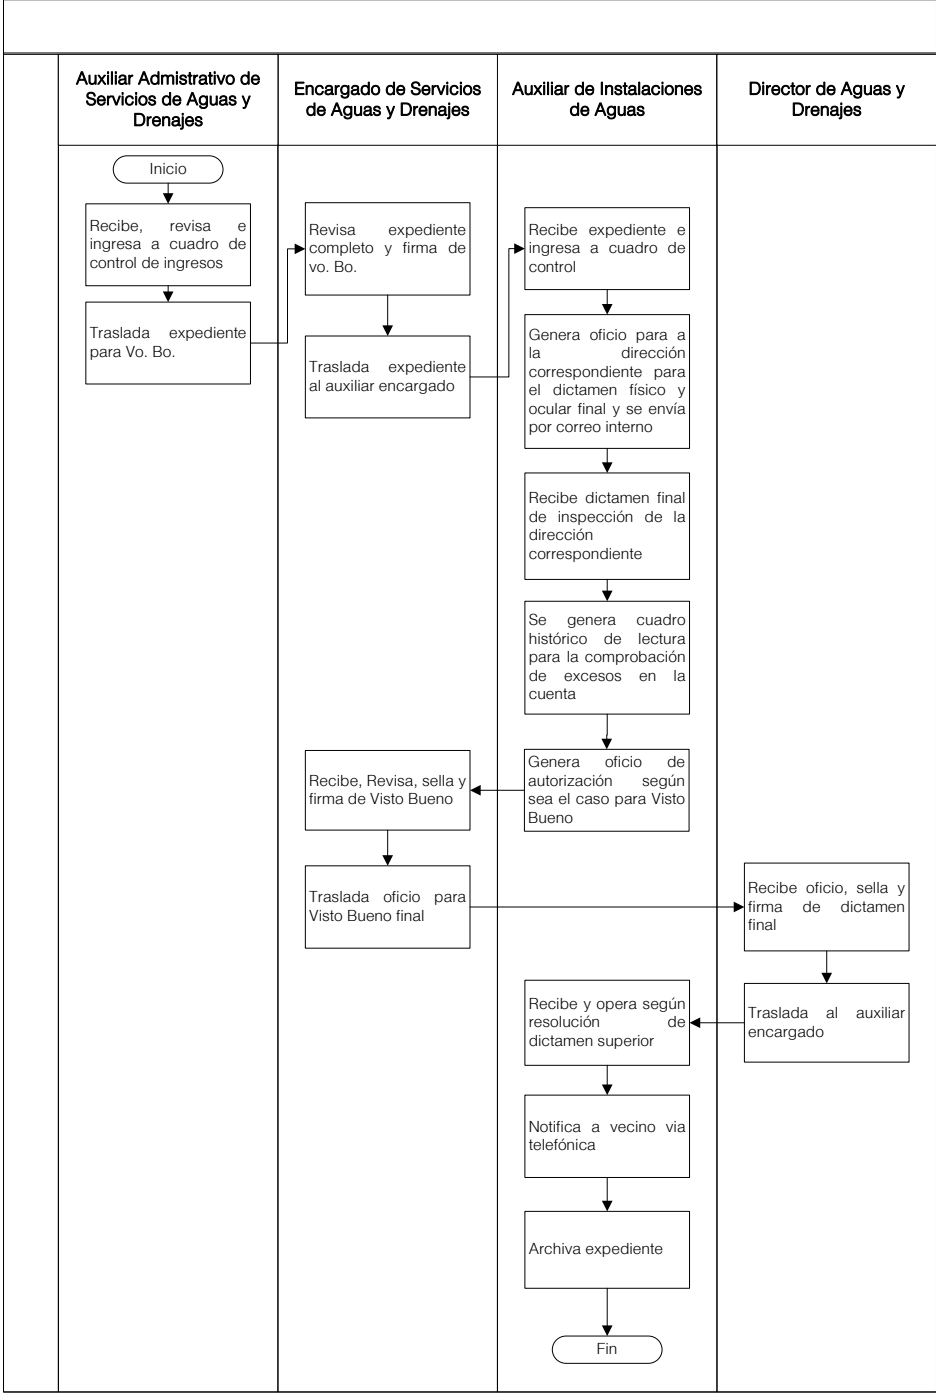 Auxiliar Admistrativo de
Servicios de Aguas y
Drenajes
Encargado de Servicios
de Aguas y Drenajes
Auxiliar de Instalaciones
de Aguas
Director de Aguas y
Drenajes
Inicio
Recibe, revisa e
ingresa a cuadro de
control de ingresos
Traslada expediente
para Vo. Bo.
Revisa expediente
completo y firma de
vo. Bo.
Traslada expediente
al auxiliar encargado
Recibe expediente e
ingresa a cuadro de
control
Genera oficio para a
la dirección
correspondiente para
el dictamen físico y
ocular final y se envía
por correo interno
Recibe dictamen final
de inspección de la
dirección
correspondiente
Se genera cuadro
histórico de lectura
para la comprobación
de excesos en la
cuenta
Genera oficio de
autorización según
sea el caso para Visto
Bueno
Recibe, Revisa, sella y
firma de Visto Bueno
Traslada oficio para
Visto Bueno final
Recibe oficio, sella y
firma de dictamen
final
Traslada al auxiliar
encargado
Recibe y opera según
resolución de
dictamen superior
Notifica a vecino via
telefónica
Archiva expediente
Fin